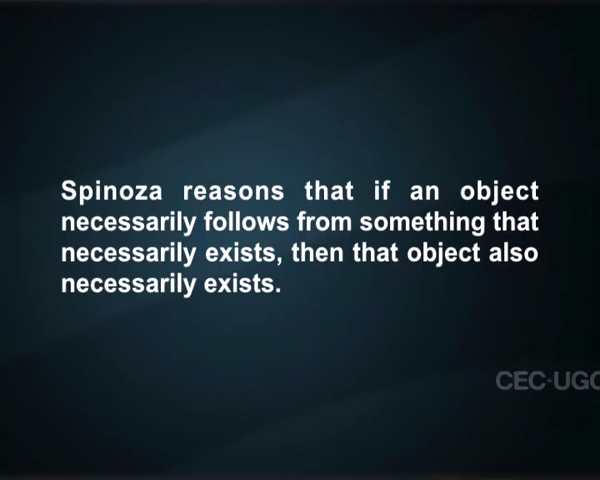 Spinoza reasons that if an object
necessarily follows from something that
necessarily exists, then that object also
necessarily exists.
CEC-UGC